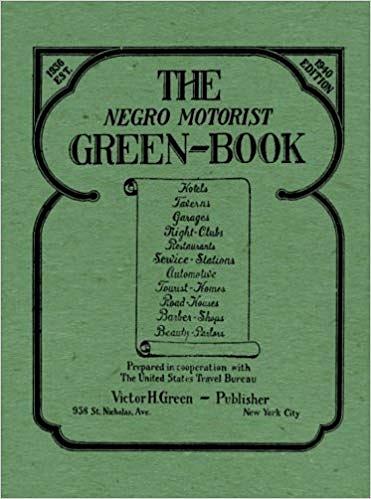 1936
EST.
1940
EDITION
THE
NEGRO MOTORIST
GREEN-BOOK
Hotels
Taverns
Garages
Night-Clubs
Restaurants
Service-Stations
Automotive
Tourist-Homes
Road-Houses
Barber-Shops
Beauty-Parlors
Prepared in cooperation with
The United States Travel Bureau
Victor H. Green – Publisher
938 St. Nicholas, Ave. New York City